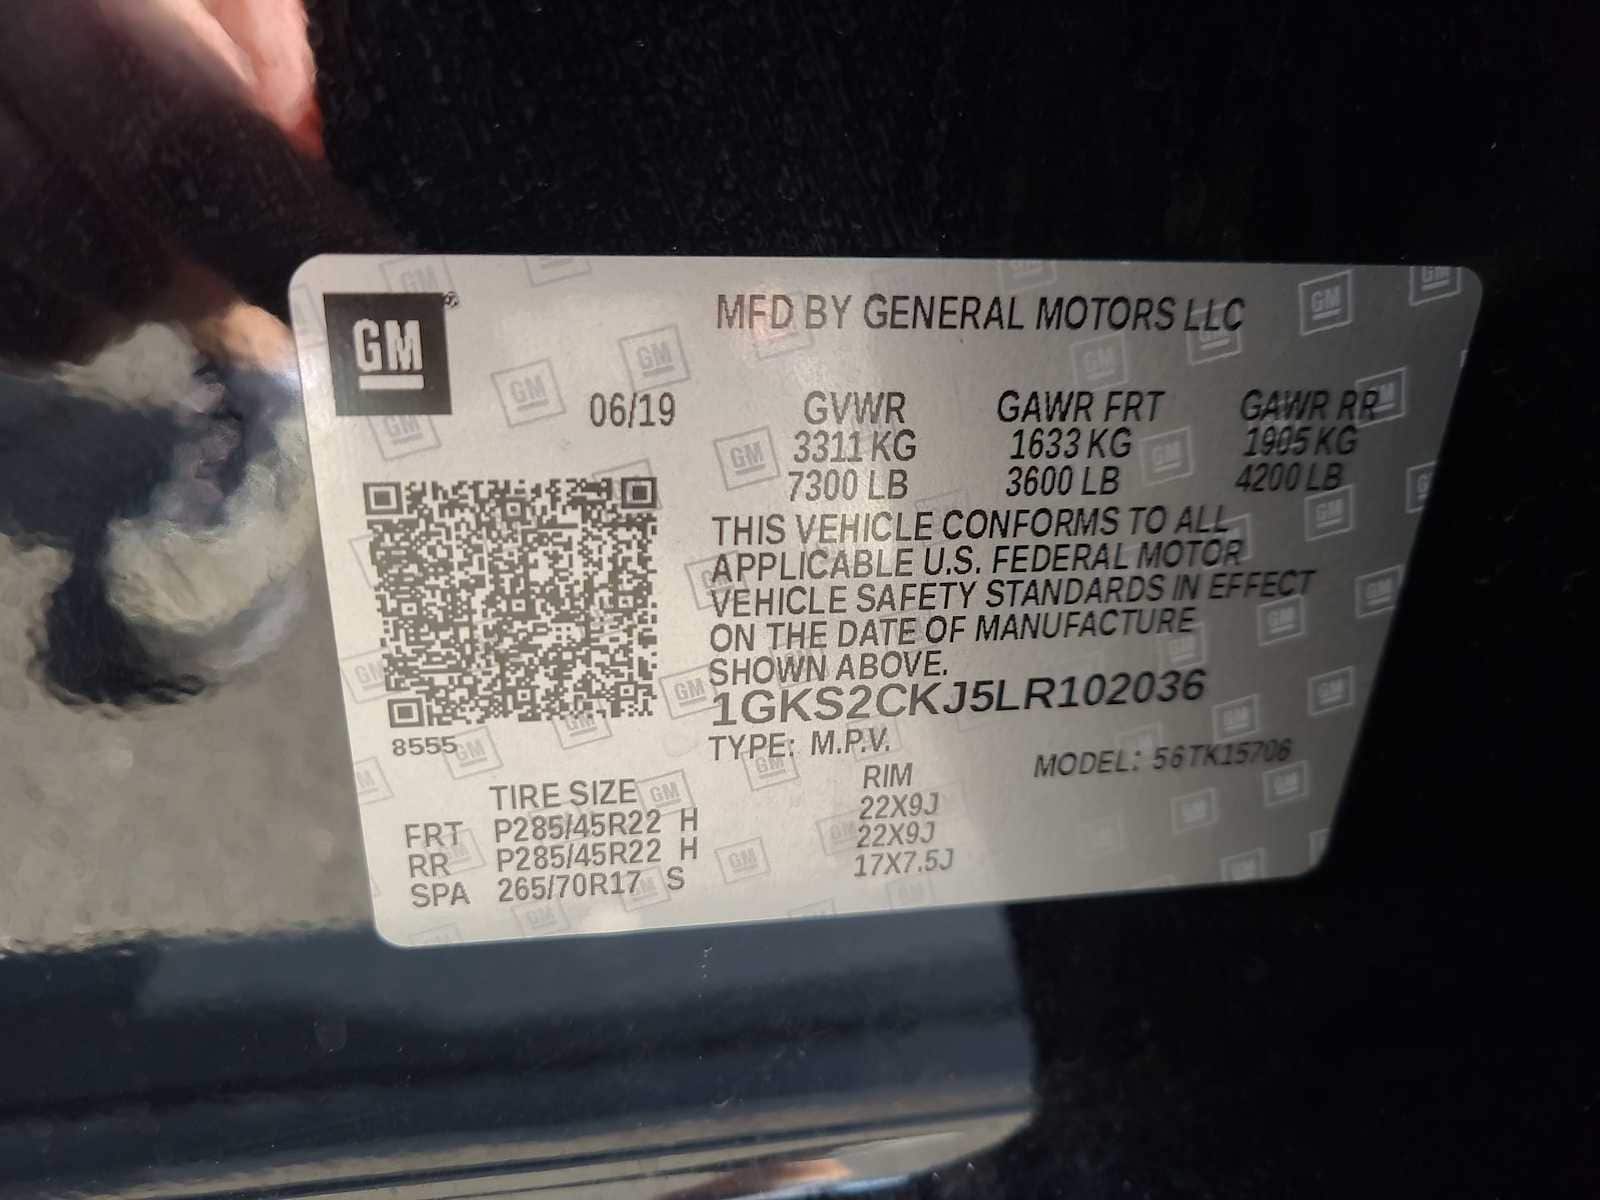 GM
MFD BY GENERAL MOTORS LLC
06/19 GVWR GAWR FRT GAWR RR
3311 KG 1633 KG 1905 KG
7300 LB 3600 LB 4200 LB
THIS VEHICLE CONFORMS TO ALL
APPLICABLE U.S. FEDERAL MOTOR
VEHICLE SAFETY STANDARDS IN EFFECT
ON THE DATE OF MANUFACTURE
SHOWN ABOVE.
1GKS2CKJ5LR102036
8555
TYPE: M.P.V. MODEL: 56TK15706
TIRE SIZE RIM
FRT P285/45R22 H 22X9J
RR P285/45R22 H 22X9J
SPA 265/70R17 S 17X7.5J